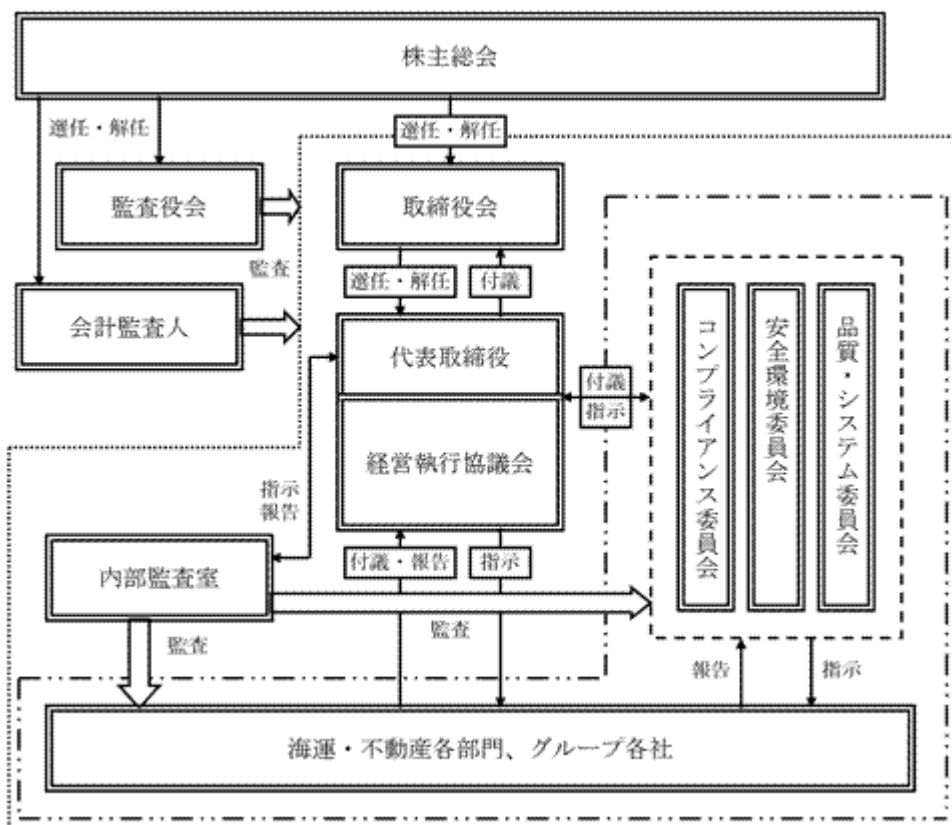 株主総会
選任・解任
選任・解任
監査役会
取締役会
監査
選任・解任
付議
会計監査人
代表取締役
経営執行協議会
付議
指示
コンプライアンス委員会
安全環境委員会
品質・システム委員会
指示
報告
内部監査室
付議・報告
指示
監査
監査
報告
指示
海運・不動産各部門、グループ各社